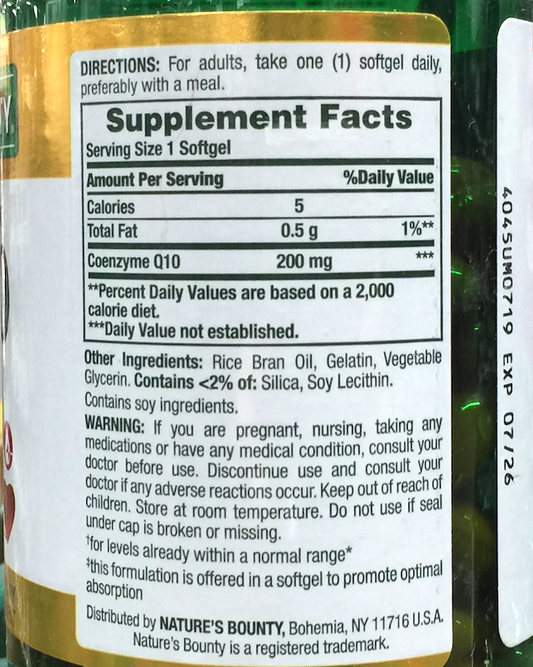 DIRECTIONS: For adults, take one (1) softgel daily,
preferably with a meal.
Supplement Facts
Serving Size 1 Softgel
Amount Per Serving %Daily Value
Calories 5
Total Fat 0.5 g 1%**
Coenzyme Q10 200 mg ***
**Percent Daily Values are based on a 2,000
calorie diet.
***Daily Value not established.
Other Ingredients: Rice Bran Oil, Gelatin, Vegetable
Glycerin. Contains <2% of: Silica, Soy Lecithin.
Contains soy ingredients.
WARNING: If you are pregnant, nursing, taking any
medications or have any medical condition, consult your
doctor before use. Discontinue use and consult your
doctor if any adverse reactions occur. Keep out of reach of
children. Store at room temperature. Do not use if seal
under cap is broken or missing.
†for levels already within a normal range*
‡this formulation is offered in a softgel to promote optimal
absorption
Distributed by NATURE'S BOUNTY, Bohemia, NY 11716 U.S.A.
Nature's Bounty is a registered trademark.
4045UM0719 EXP 07/26